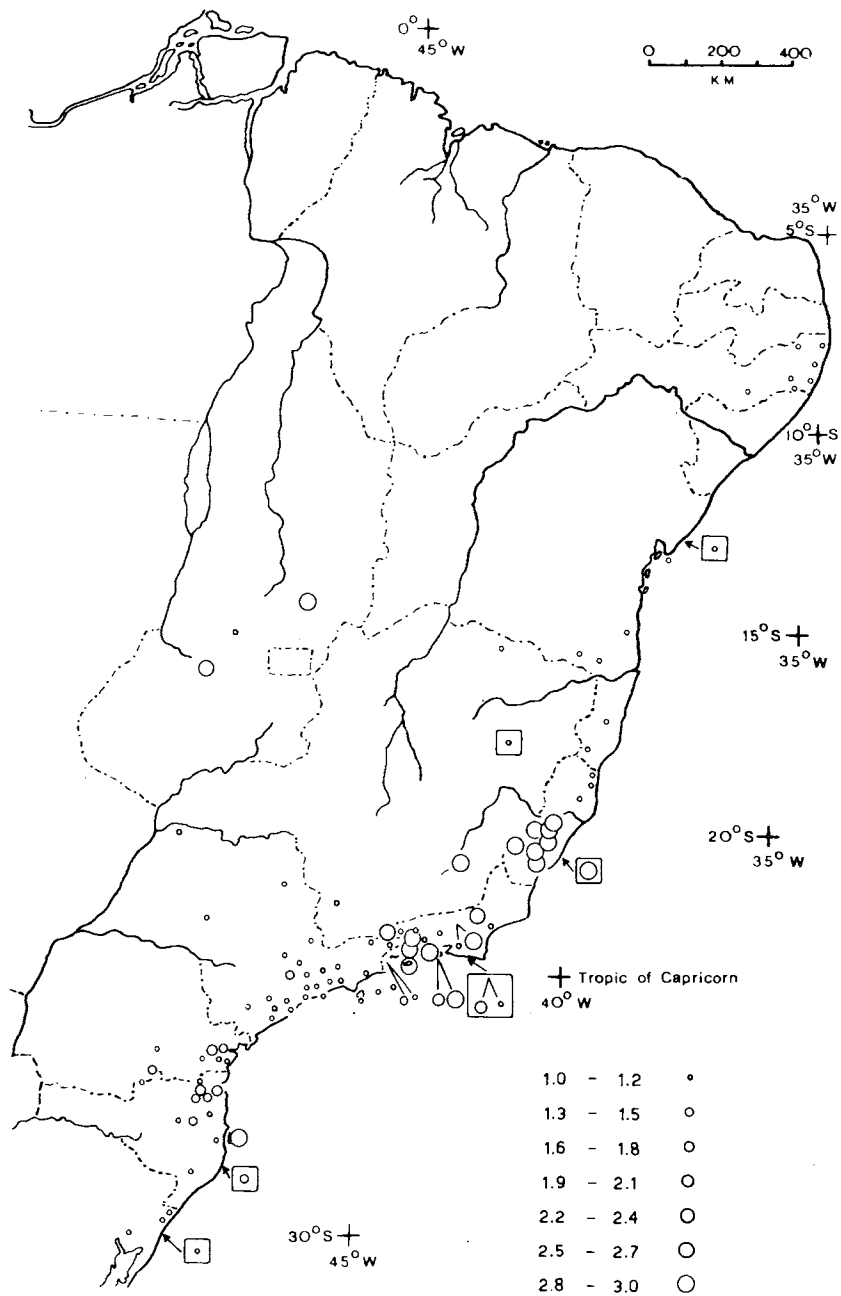 0° 45° W
0 200 400
KM
35° W
5° S
10° S
35° W
15° S
35° W
20° S
35° W
Tropic of Capricorn
40° W
1.0 - 1.2
1.3 - 1.5
1.6 - 1.8
1.9 - 2.1
2.2 - 2.4
2.5 - 2.7
2.8 - 3.0
30° S
45° W